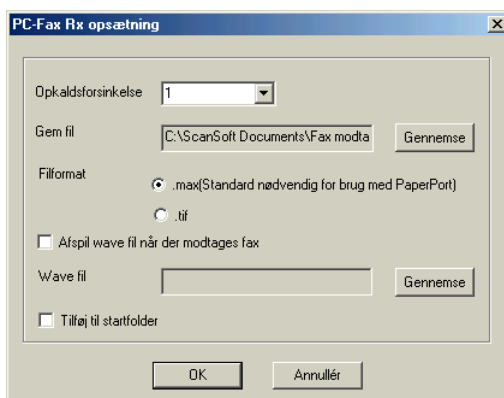 PC-Fax Rx opsætning
Opkaldsforsinkelse 1
Gem fil C:\ScanSoft Documents\Fax modta Gennemse
Filformat .max(Standard nødvendig for brug med PaperPort)
.tif
Afspil wave fil når der modtages fax
Wave fil Gennemse
Tilføj til startfolder
OK Annullér